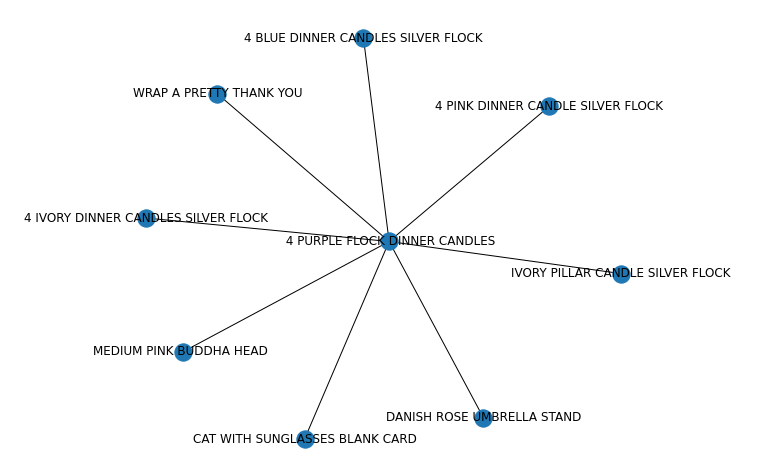 4 BLUE DINNER CANDLES SILVER FLOCK
WRAP A PRETTY THANK YOU
4 PINK DINNER CANDLE SILVER FLOCK
4 IVORY DINNER CANDLES SILVER FLOCK
4 PURPLE FLOCK DINNER CANDLES
IVORY PILLAR CANDLE SILVER FLOCK
MEDIUM PINK BUDDHA HEAD
DANISH ROSE UMBRELLA STAND
CAT WITH SUNGLASSES BLANK CARD